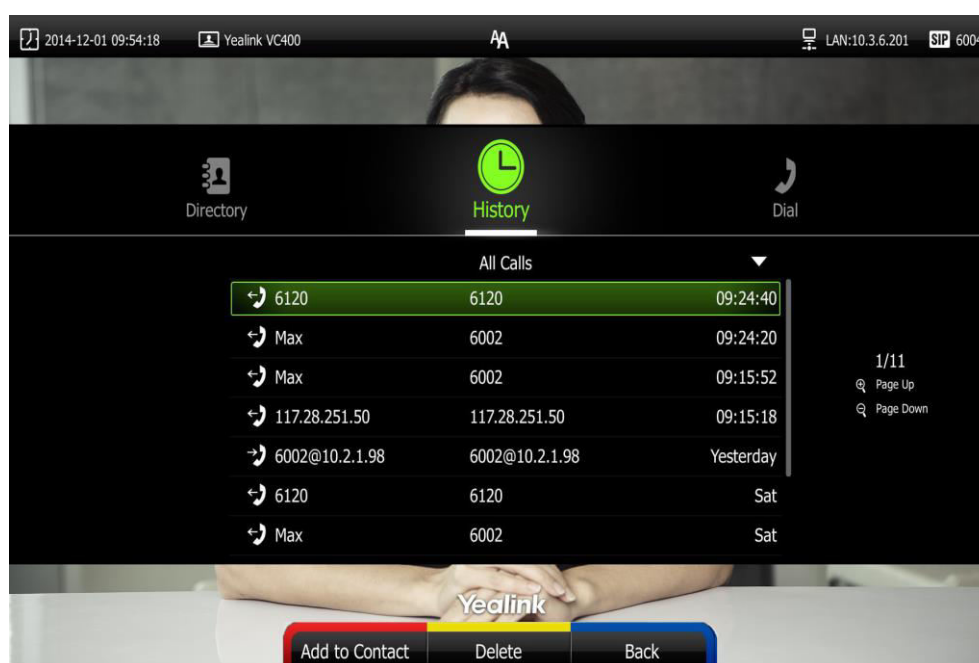 2014-12-01 09:54:18 Yealink VC400 AA LAN:10.3.6.201 SIP 6004
Directory History Dial
All Calls
6120 6120 09:24:40
Max 6002 09:24:20
Max 6002 09:15:52
117.28.251.50 117.28.251.50 09:15:18
6002@10.2.1.98 6002@10.2.1.98 Yesterday
6120 6120 Sat
Max 6002 Sat
1/11
Page Up
Page Down
Yealink
Add to Contact Delete Back